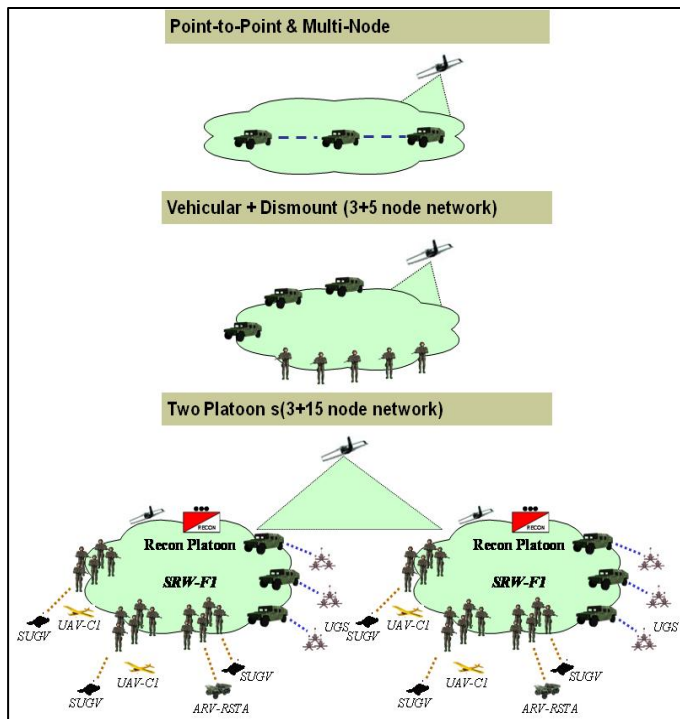 Point-to-Point & Multi-Node
Vehicular + Dismount (3+5 node network)
Two Platoon s(3+15 node network)
RECON
Recon Platoon
SRW-F1
SUGV
UAV-C1
UGS
UAV-C1
SUGV
SUGV
ARV-RSTA
RECON
Recon Platoon
SRW-F1
SUGV
UAV-C1
UGS
UAV-C1
SUGV
SUGV
ARV-RSTA